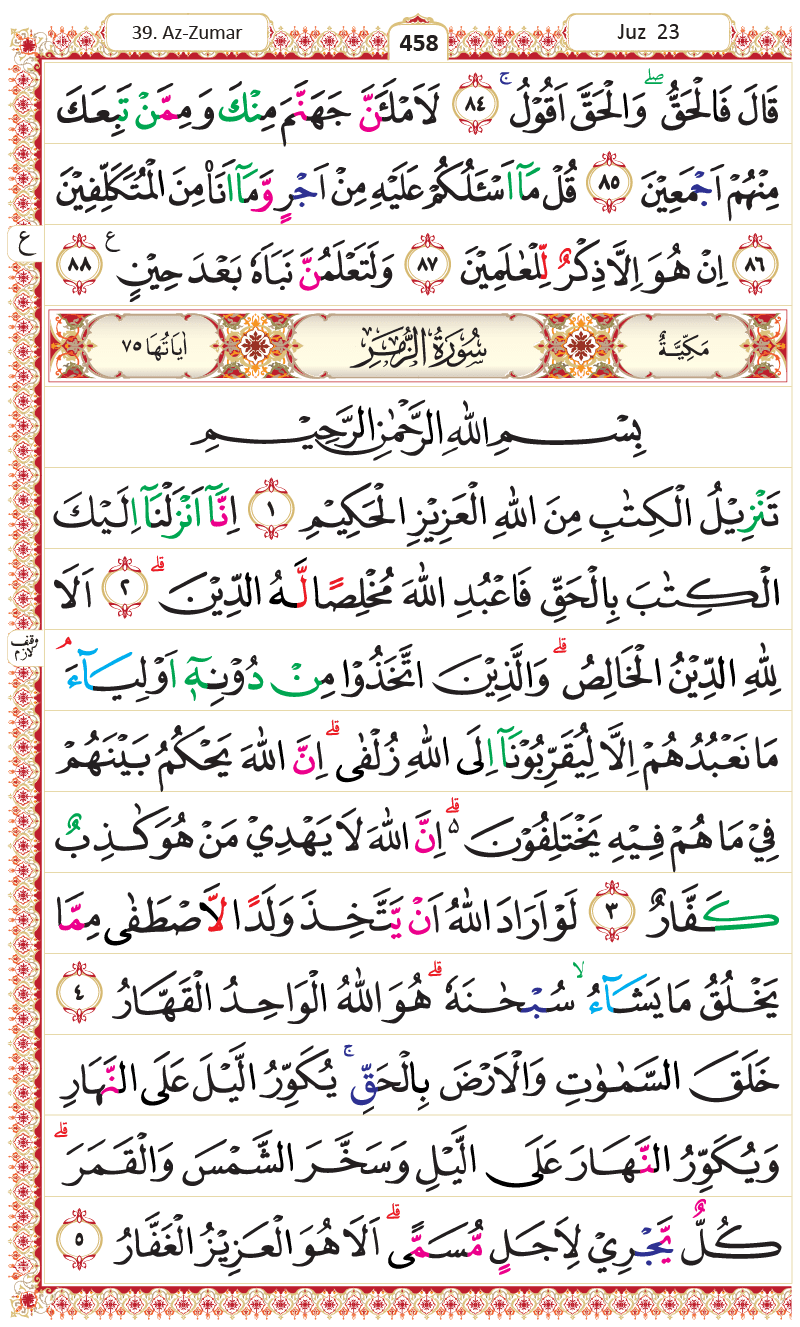 39. Az-Zumar
458
Juz 23
قَالَ فَالْحَقُّ ۖ وَالْحَقَّ اَقُوْلُ ۚ ٨٤ لَاَمْلَئَنَّ جَهَنَّمَ مِنْكَ وَمِمَّنْ تَبِعَكَ
مِنْهُمْ اَجْمَعِيْنَ ٨٥ قُلْ مَآ اَسْـَٔلُكُمْ عَلَيْهِ مِنْ اَجْرٍ وَّمَآ اَنَا۠ مِنَ الْمُتَكَلِّفِيْنَ
ع
٨٦ اِنْ هُوَ اِلَّا ذِكْرٌ لِّلْعٰلَمِيْنَ ٨٧ وَلَتَعْلَمُنَّ نَبَاَهٗ بَعْدَ حِيْنٍ ع ٨٨
مَكِّيَّةٌ
سُوْرَةُ الزُّمَرِ
اٰيَاتُهَا ٧٥
بِسْمِ اللّٰهِ الرَّحْمٰنِ الرَّحِيْمِ
تَنْزِيْلُ الْكِتٰبِ مِنَ اللّٰهِ الْعَزِيْزِ الْحَكِيْمِ ١ اِنَّآ اَنْزَلْنَآ اِلَيْكَ
الْكِتٰبَ بِالْحَقِّ فَاعْبُدِ اللّٰهَ مُخْلِصًا لَّهُ الدِّيْنَ ۗ ٢ اَلَا
وقف لازم
لِلّٰهِ الدِّيْنُ الْخَالِصُ ۗ وَالَّذِيْنَ اتَّخَذُوْا مِنْ دُوْنِهٖٓ اَوْلِيَآءَ ۘ
مَا نَعْبُدُهُمْ اِلَّا لِيُقَرِّبُوْنَآ اِلَى اللّٰهِ زُلْفٰى ۗ اِنَّ اللّٰهَ يَحْكُمُ بَيْنَهُمْ
فِيْ مَا هُمْ فِيْهِ يَخْتَلِفُوْنَ ۗ ە اِنَّ اللّٰهَ لَا يَهْدِيْ مَنْ هُوَ كٰذِبٌ
كَفَّارٌ ٣ لَوْ اَرَادَ اللّٰهُ اَنْ يَّتَّخِذَ وَلَدًا لَّاصْطَفٰى مِمَّا
يَخْلُقُ مَا يَشَآءُ ۙ سُبْحٰنَهٗ ۗ هُوَ اللّٰهُ الْوَاحِدُ الْقَهَّارُ ٤
خَلَقَ السَّمٰوٰتِ وَالْاَرْضَ بِالْحَقِّ ۚ يُكَوِّرُ الَّيْلَ عَلَى النَّهَارِ
وَيُكَوِّرُ النَّهَارَ عَلَى الَّيْلِ وَسَخَّرَ الشَّمْسَ وَالْقَمَرَ ۗ
كُلٌّ يَّجْرِيْ لِاَجَلٍ مُّسَمًّى ۗ اَلَا هُوَ الْعَزِيْزُ الْغَفَّارُ ٥